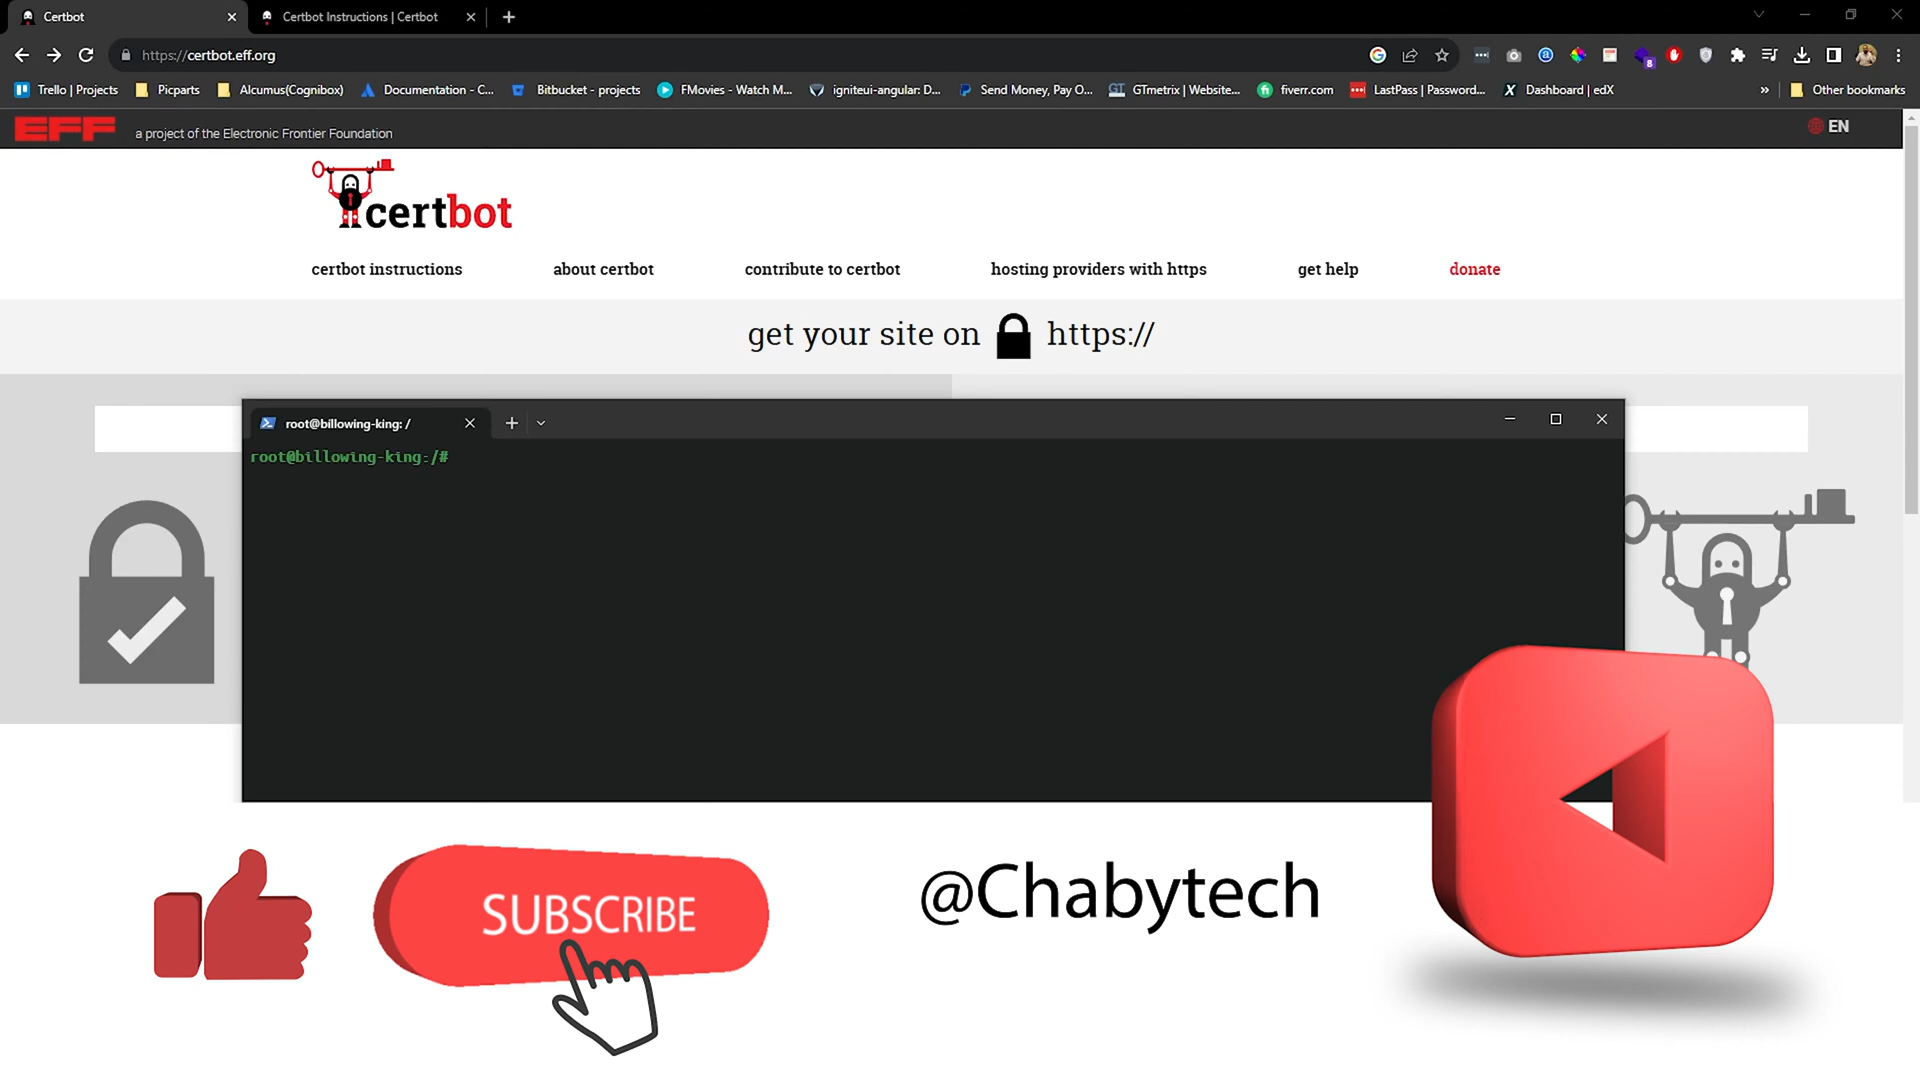 Certbot
Certbot Instructions | Certbot
https://certbot.eff.org
8
Trello | Projects
Picparts
Alcumus(Cognibox)
Documentation - C...
Bitbucket - projects
FMovies - Watch M...
igniteui-angular: D...
Send Money, Pay O...
GT
GTmetrix | Website...
fi
fiverr.com
LastPass | Password...
X
Dashboard | edX
»
Other bookmarks
EFF
a project of the Electronic Frontier Foundation
EN
certbot
certbot instructions
about certbot
contribute to certbot
hosting providers with https
get help
donate
get your site on https://
root@billowing-king: /
root@billowing-king:/#
SUBSCRIBE
@Chabytech